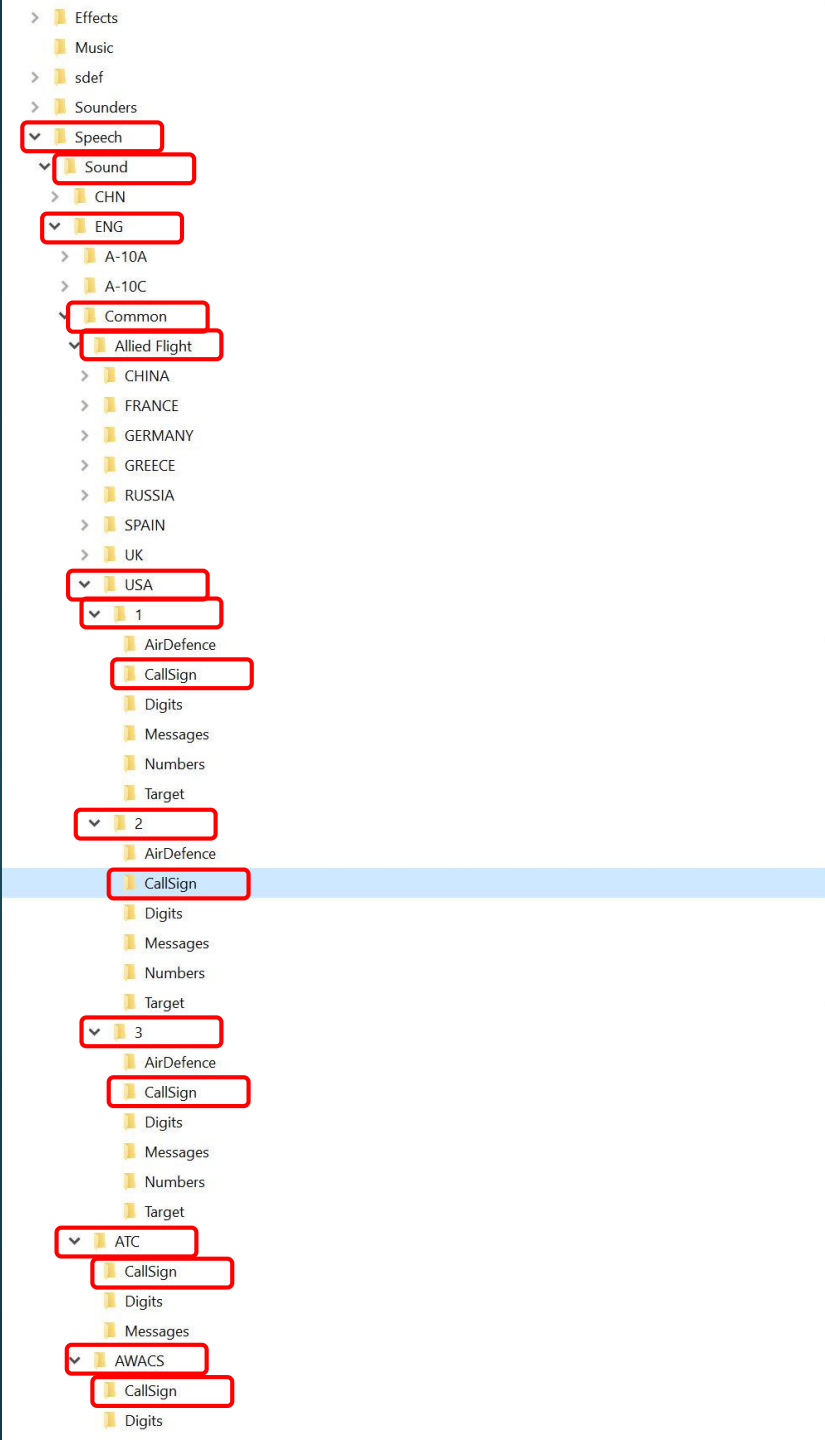 Effects
Music
sdef
Sounders
Speech
Sound
CHN
ENG
A-10A
A-10C
Common
Allied Flight
CHINA
FRANCE
GERMANY
GREECE
RUSSIA
SPAIN
UK
USA
1
AirDefence
CallSign
Digits
Messages
Numbers
Target
2
AirDefence
CallSign
Digits
Messages
Numbers
Target
3
AirDefence
CallSign
Digits
Messages
Numbers
Target
ATC
CallSign
Digits
Messages
AWACS
CallSign
Digits